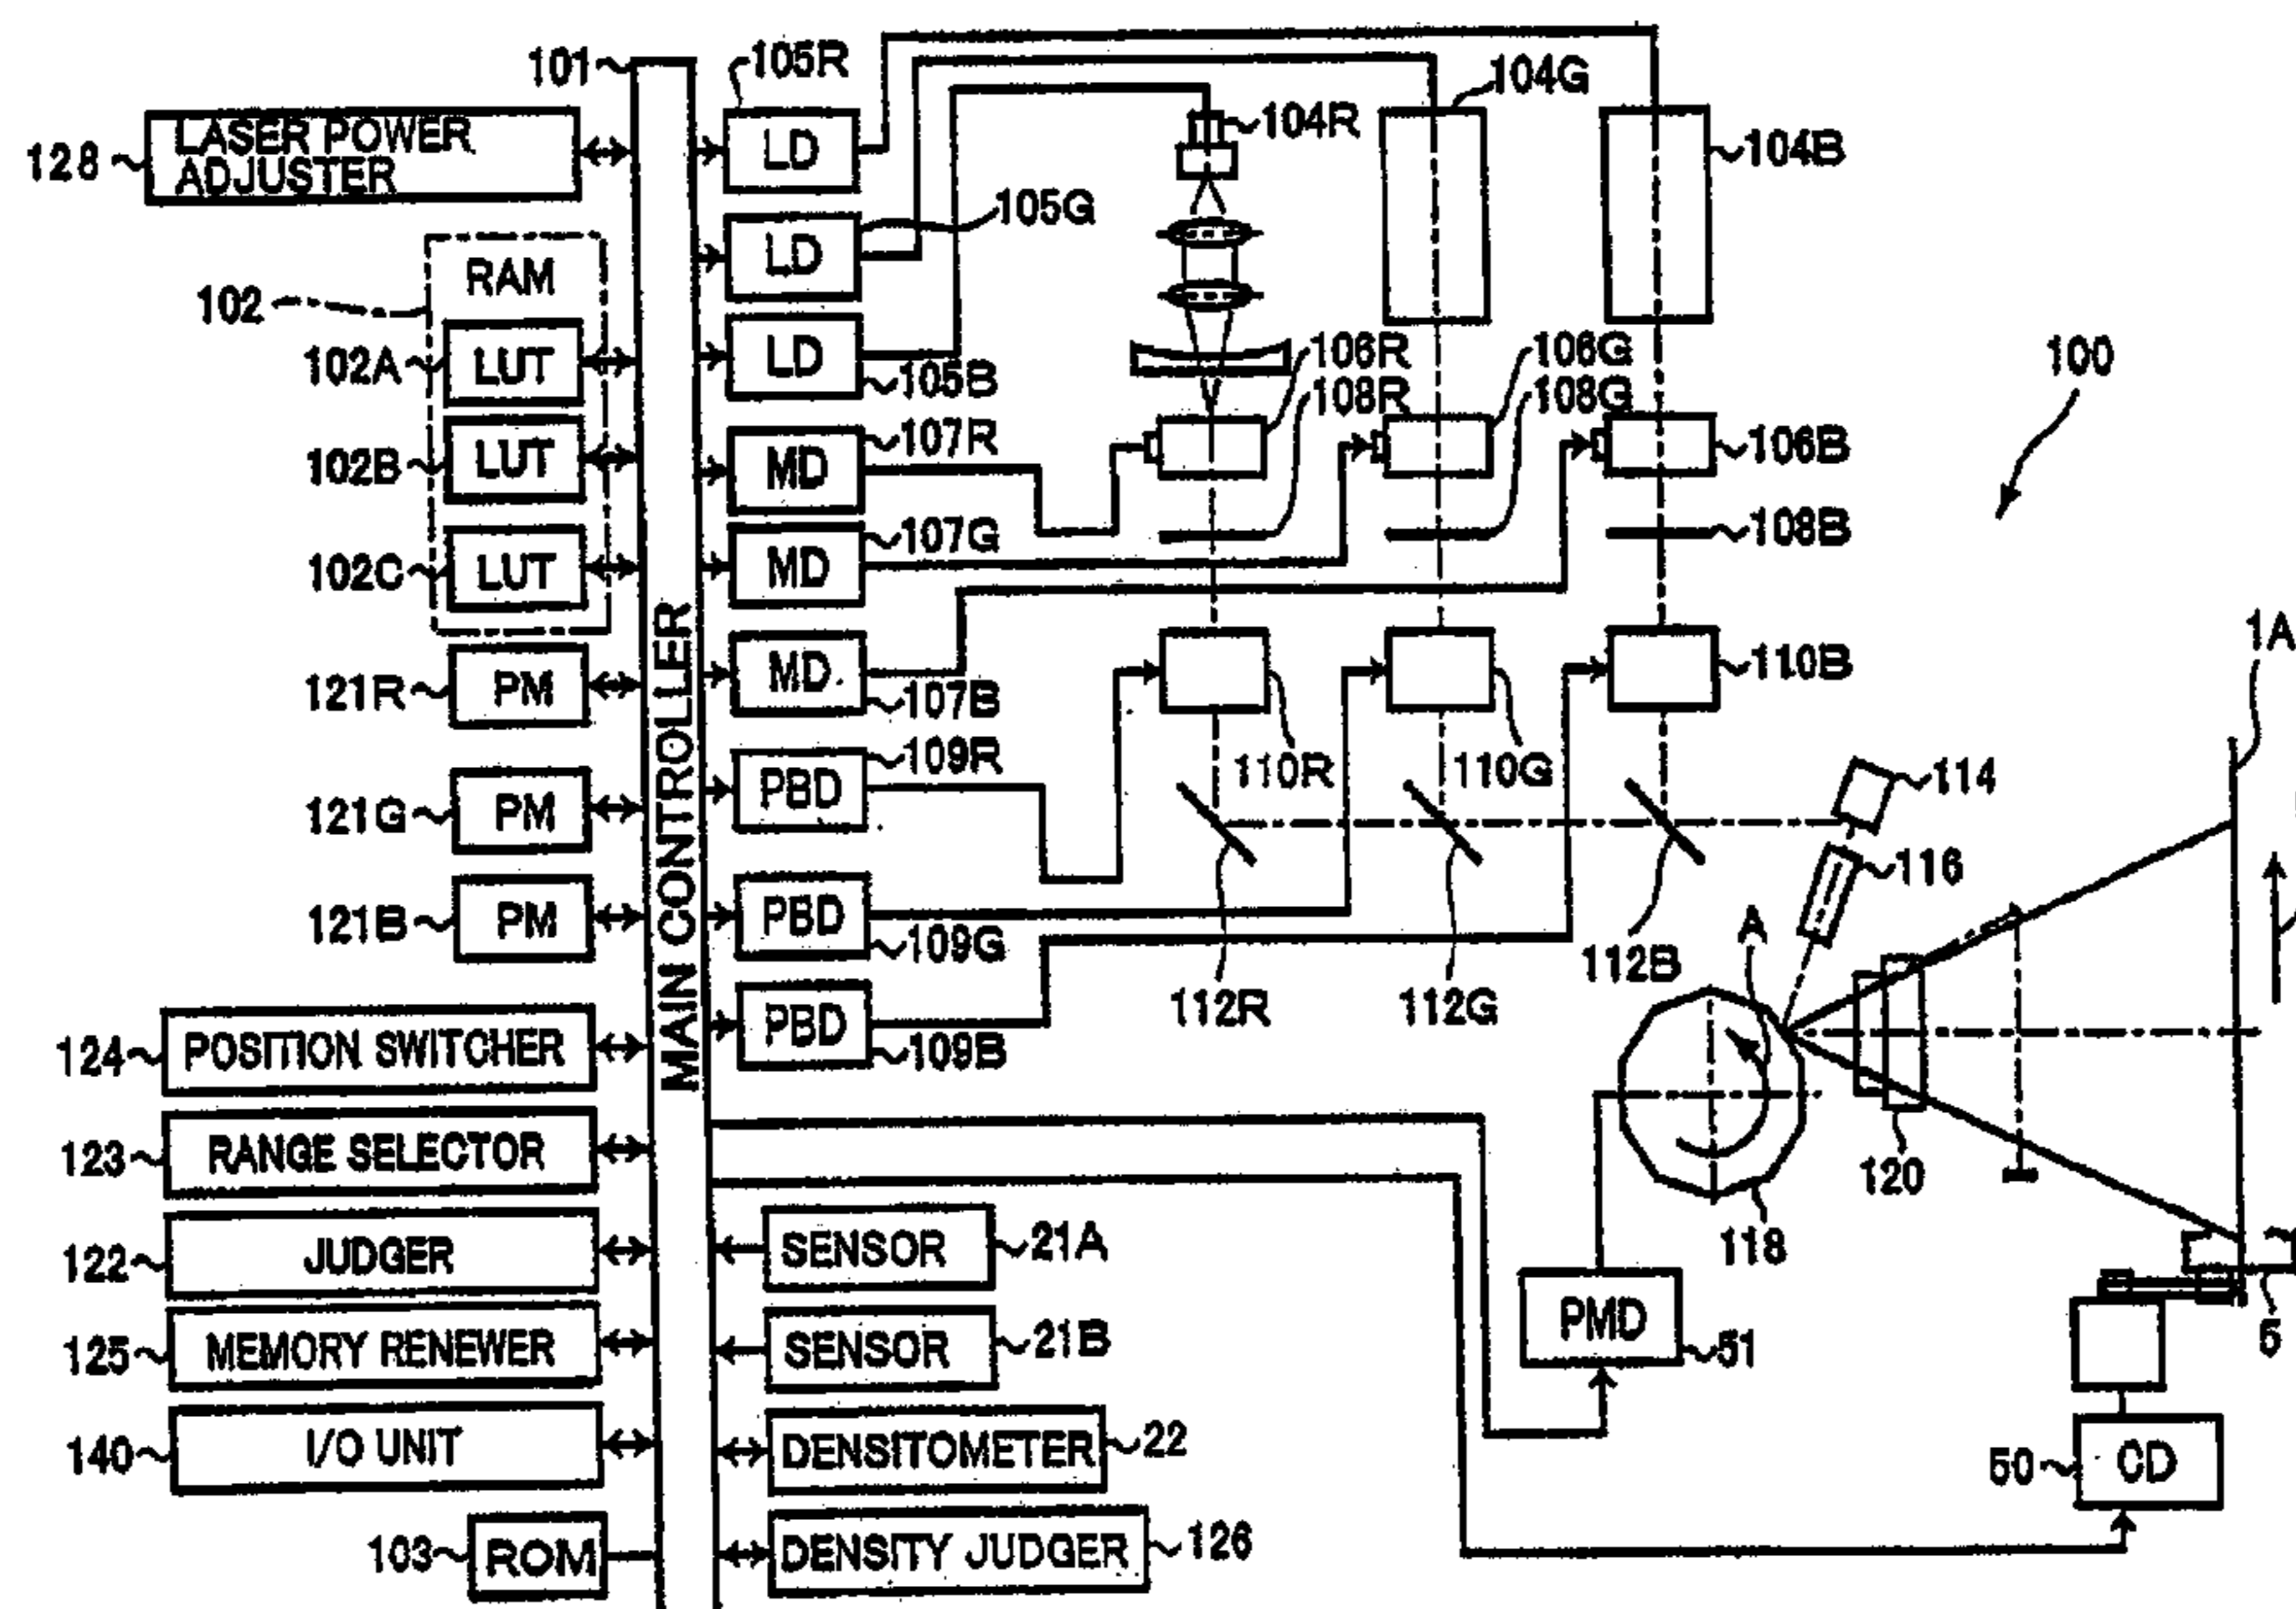 101
105R
104G
LASER POWER
ADJUSTER
128
LD
104R
104B
105G
LD
RAM
102
102A
LUT
LD
105B
106R
106G
100
108R
108G
102B
LUT
107R
MD
106B
107G
108B
102C
LUT
MD
1A
121R
PM
MD
107B
110B
109R
110R
110G
114
121G
PM
PBD
116
121B
PM
MAIN CONTROLLER
PBD
109G
A
112B
112R
112G
124
POSITION SWITCHER
PBD
109B
120
123
RANGE SELECTOR
118
122
JUDGER
SENSOR
21A
PMD
51
5
125
MEMORY RENEWER
SENSOR
21B
140
I/O UNIT
DENSITOMETER
22
50
CD
103
ROM
DENSITY JUDGER
126